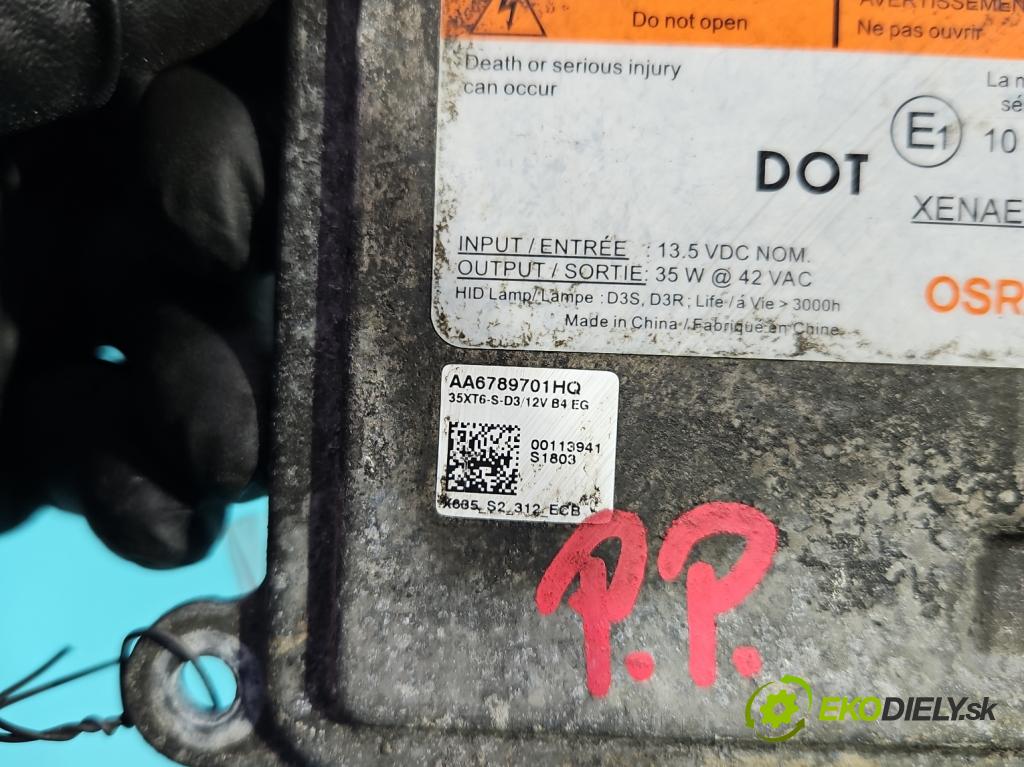 Do not open
AVERTISSEMEN
Ne pas ouvrir
Death or serious injury
can occur
La
sé
E1
10
DOT
XENAE
INPUT / ENTRÉE : 13.5 VDC NOM.
OUTPUT / SORTIE: 35 W @ 42 VAC
HID Lamp/ Lampe : D3S, D3R; Life / á Vie > 3000h
Made in China / Fabriqué en Chine
OSR
AA6789701HQ
35XT6-S-D3/12V B4 EG
00113941
S1803
X635_S2_312_ECB
P.P.
EKODIELY.sk